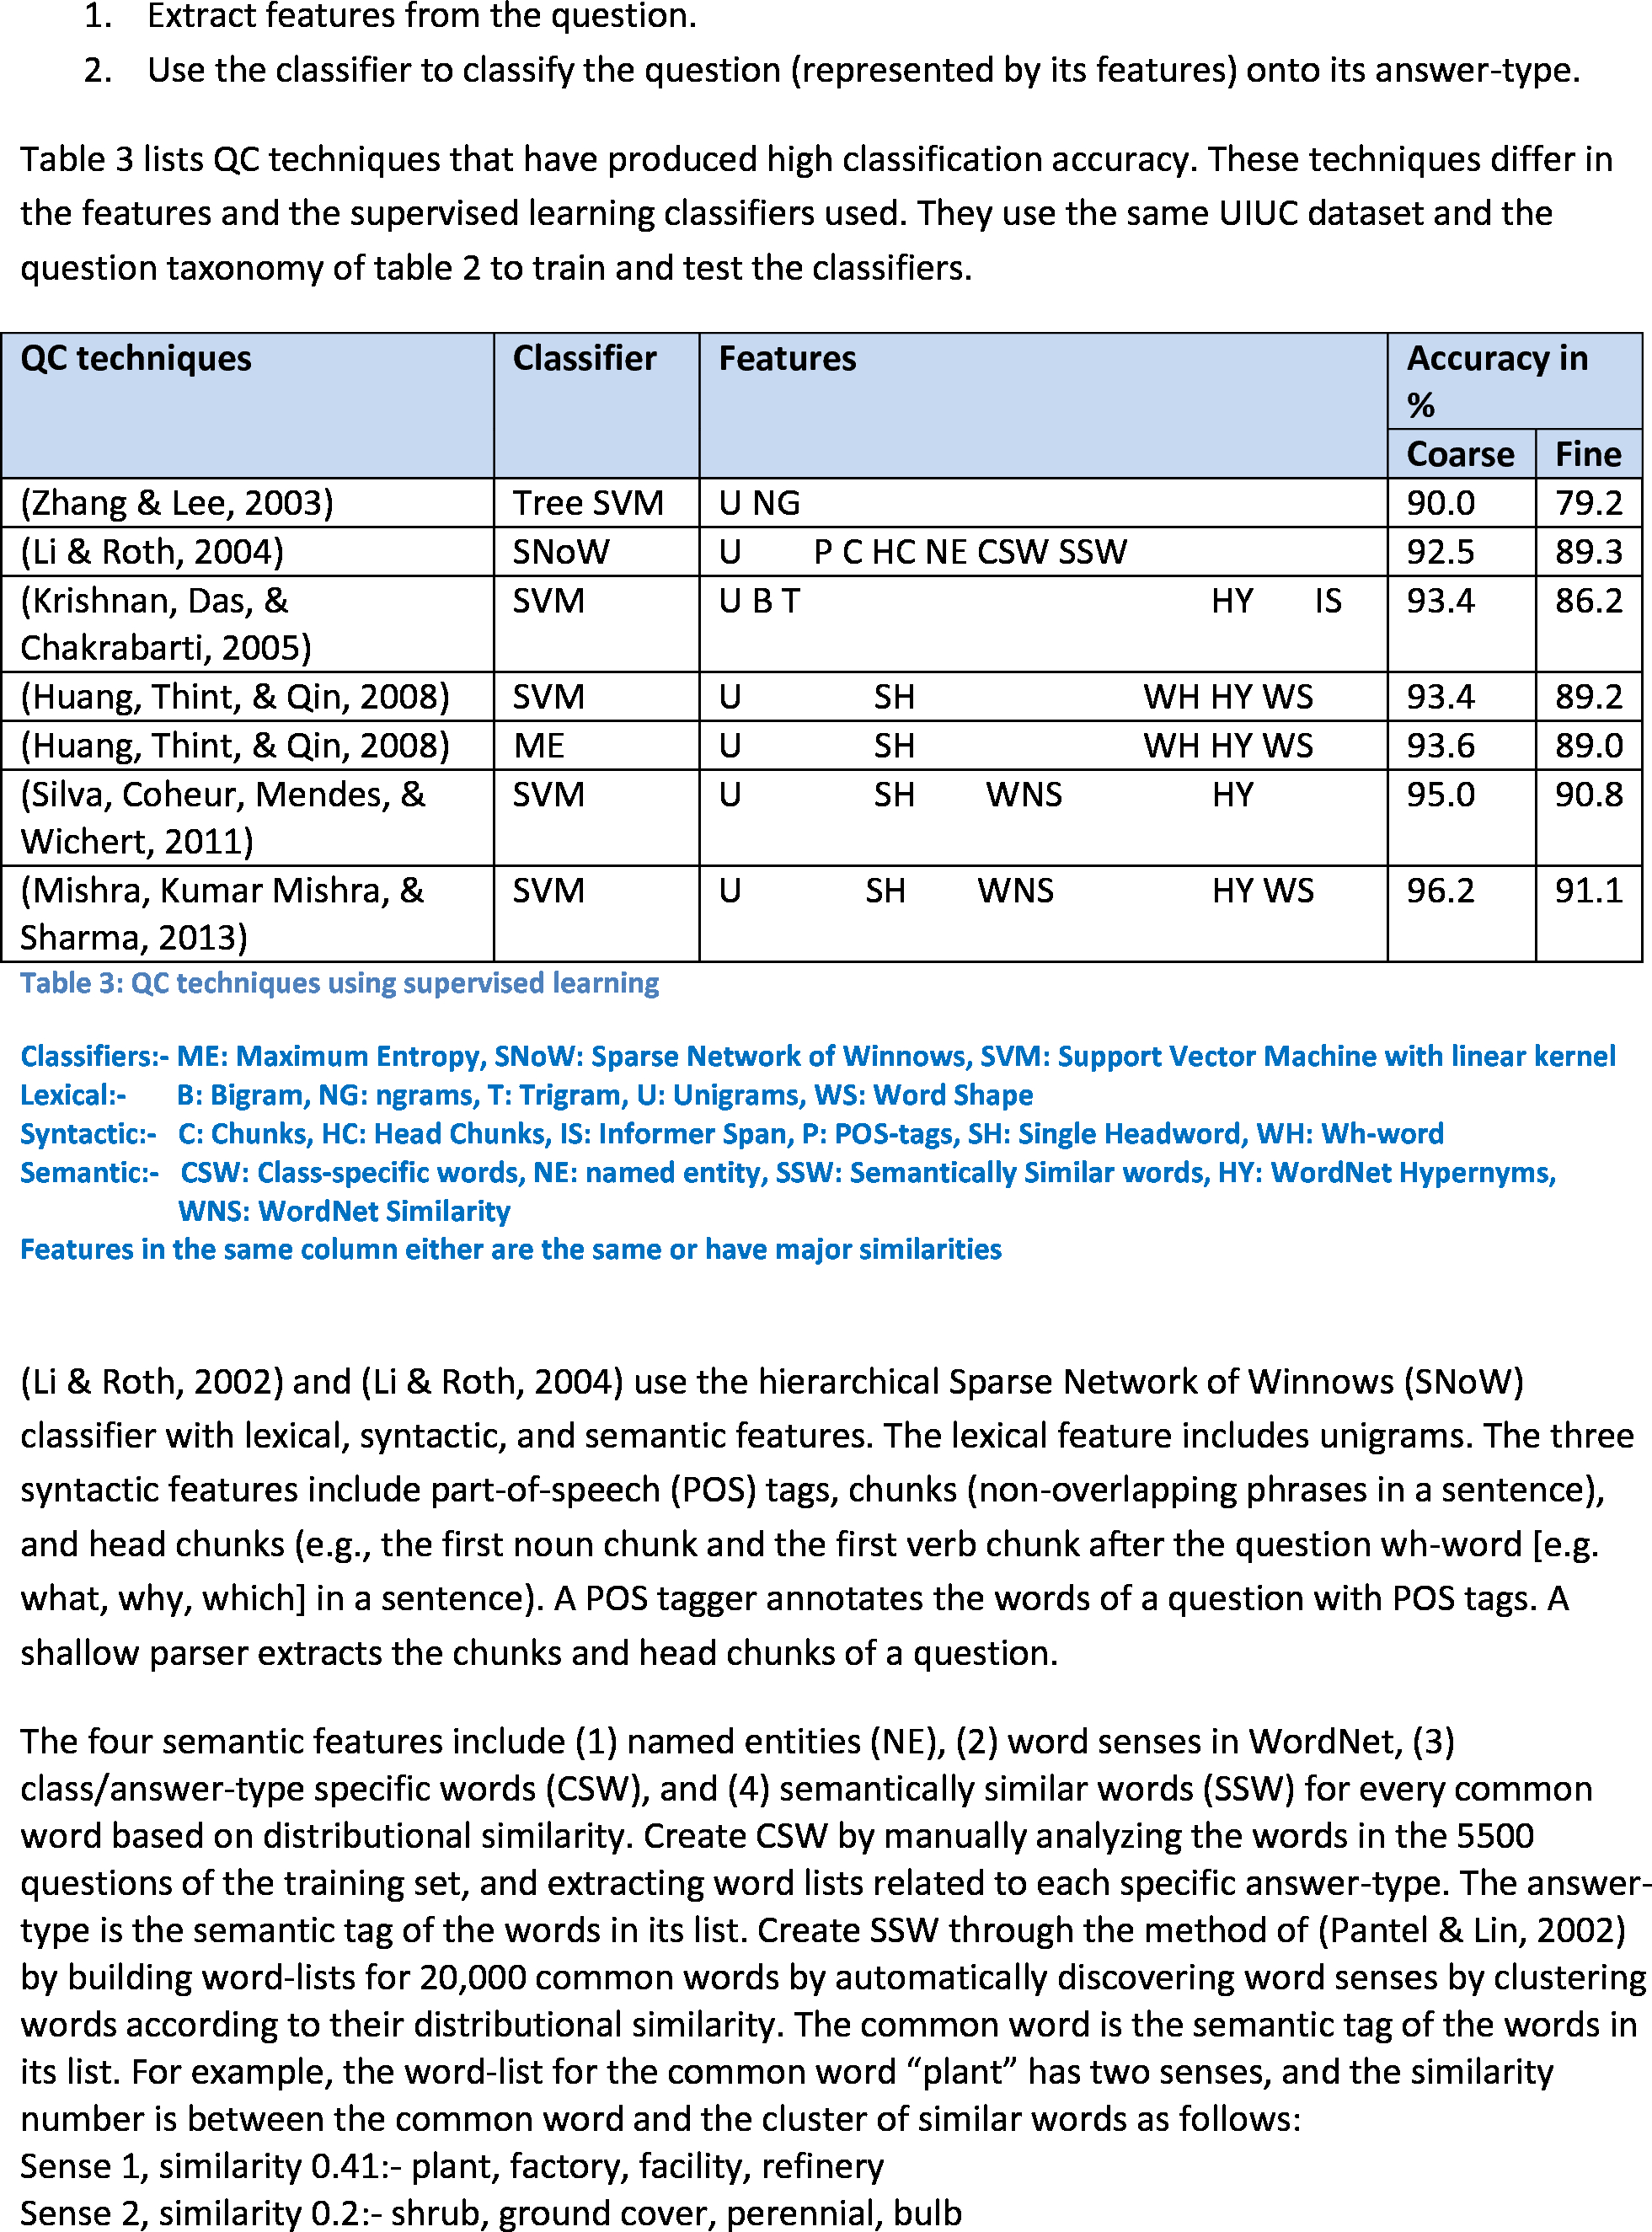 1. Extract features from the question.
2. Use the classifier to classify the question (represented by its features) onto its answer-type.
Table 3 lists QC techniques that have produced high classification accuracy. These techniques differ in
the features and the supervised learning classifiers used. They use the same UIUC dataset and the
question taxonomy of table 2 to train and test the classifiers.
QC techniques Classifier Features Accuracy in
%
Coarse Fine
(Zhang & Lee, 2003) Tree SVM U NG 90.0 79.2
(Li & Roth, 2004) SNoW U P C HC NE CSW SSW 92.5 89.3
(Krishnan, Das, & SVM U B T HY IS 93.4 86.2
Chakrabarti, 2005)
(Huang, Thint, & Qin, 2008) SVM U SH WH HY WS 93.4 89.2
(Huang, Thint, & Qin, 2008) ME U SH WH HY WS 93.6 89.0
(Silva, Coheur, Mendes, & SVM U SH WNS HY 95.0 90.8
Wichert, 2011)
(Mishra, Kumar Mishra, & SVM U SH WNS HY WS 96.2 91.1
Sharma, 2013)
Table 3: QC techniques using supervised learning
Classifiers:- ME: Maximum Entropy, SNoW: Sparse Network of Winnows, SVM: Support Vector Machine with linear kernel
Lexical:- B: Bigram, NG: ngrams, T: Trigram, U: Unigrams, WS: Word Shape
Syntactic:- C: Chunks, HC: Head Chunks, IS: Informer Span, P: POS-tags, SH: Single Headword, WH: Wh-word
Semantic:- CSW: Class-specific words, NE: named entity, SSW: Semantically Similar words, HY: WordNet Hypernyms,
WNS: WordNet Similarity
Features in the same column either are the same or have major similarities
(Li & Roth, 2002) and (Li & Roth, 2004) use the hierarchical Sparse Network of Winnows (SNoW)
classifier with lexical, syntactic, and semantic features. The lexical feature includes unigrams. The three
syntactic features include part-of-speech (POS) tags, chunks (non-overlapping phrases in a sentence),
and head chunks (e.g., the first noun chunk and the first verb chunk after the question wh-word [e.g.
what, why, which] in a sentence). A POS tagger annotates the words of a question with POS tags. A
shallow parser extracts the chunks and head chunks of a question.
The four semantic features include (1) named entities (NE), (2) word senses in WordNet, (3)
class/answer-type specific words (CSW), and (4) semantically similar words (SSW) for every common
word based on distributional similarity. Create CSW by manually analyzing the words in the 5500
questions of the training set, and extracting word lists related to each specific answer-type. The answer-
type is the semantic tag of the words in its list. Create SSW through the method of (Pantel & Lin, 2002)
by building word-lists for 20,000 common words by automatically discovering word senses by clustering
words according to their distributional similarity. The common word is the semantic tag of the words in
its list. For example, the word-list for the common word “plant” has two senses, and the similarity
number is between the common word and the cluster of similar words as follows:
Sense 1, similarity 0.41:- plant, factory, facility, refinery
Sense 2, similarity 0.2:- shrub, ground cover, perennial, bulb